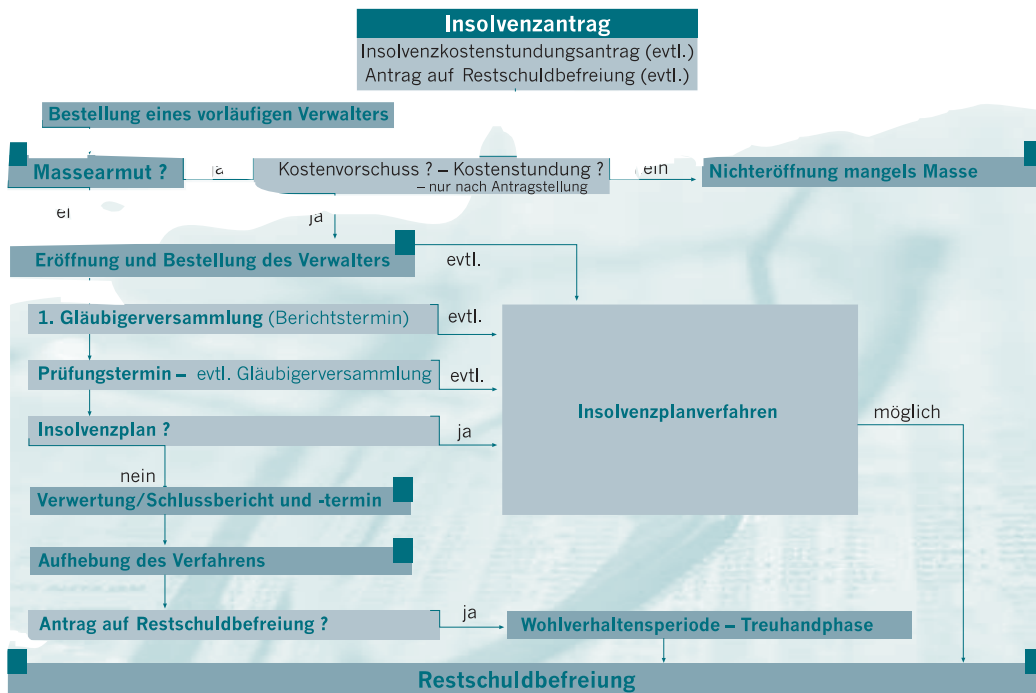 Insolvenzantrag
Insolvenzkostenstundungsantrag (evtl.)
Antrag auf Restschuldbefreiung (evtl.)
Bestellung eines vorläufigen Verwalters
Massearmut ?
Kostenvorschuss ? – Kostenstundung ?
– nur nach Antragstellung
Nichteröffnung mangels Masse
ja
Eröffnung und Bestellung des Verwalters
evtl.
1. Gläubigerversammlung (Berichtstermin)
evtl.
Prüfungstermin – evtl. Gläubigerversammlung
evtl.
Insolvenzplanverfahren
möglich
Insolvenzplan ?
ja
nein
Verwertung/Schlussbericht und -termin
Aufhebung des Verfahrens
Antrag auf Restschuldbefreiung ?
ja
Wohlverhaltensperiode – Treuhandphase
Restschuldbefreiung